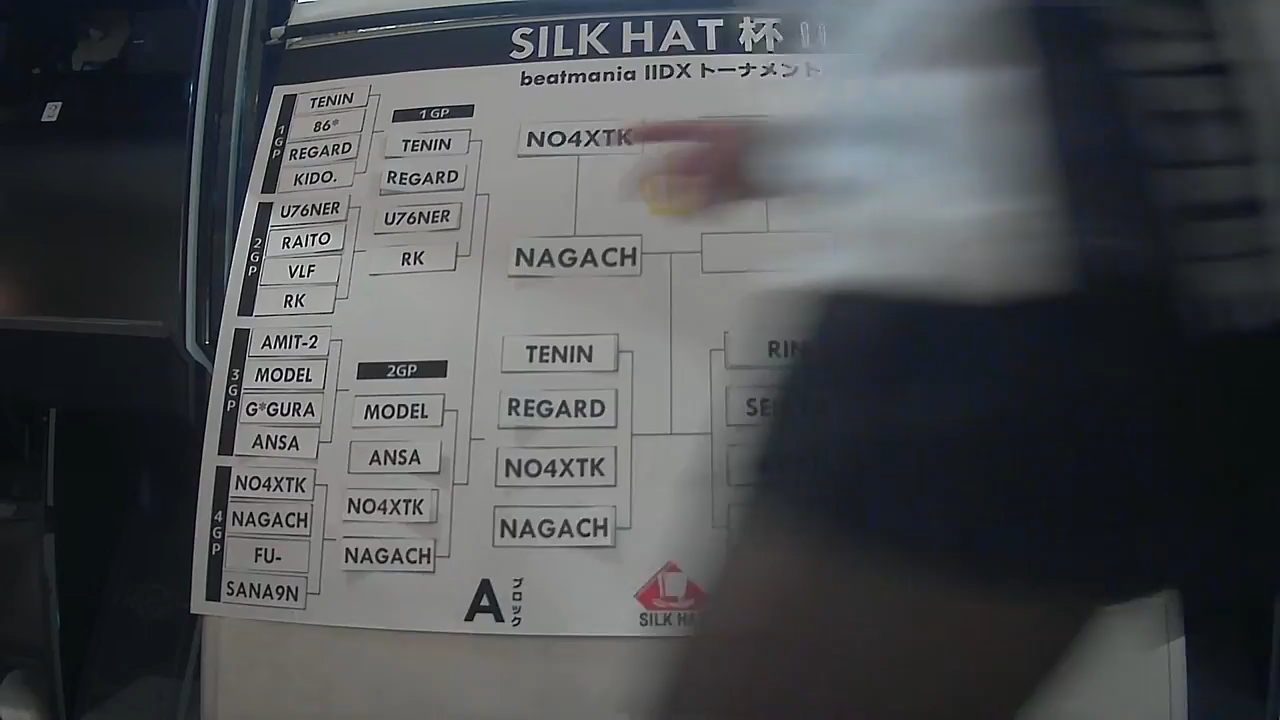 SILK HAT 杯
beatmania IIDX トーナメント
1GP
TENIN
86*
REGARD
KIDO.
2GP
U76NER
RAITO
VLF
RK
3GP
AMIT-2
MODEL
G*GURA
ANSA
4GP
NO4XTK
NAGACH
FU-
SANA9N
1GP
TENIN
REGARD
U76NER
RK
2GP
MODEL
ANSA
NO4XTK
NAGACH
NO4XTK
NAGACH
TENIN
REGARD
NO4XTK
NAGACH
Aブロック
SILK HA